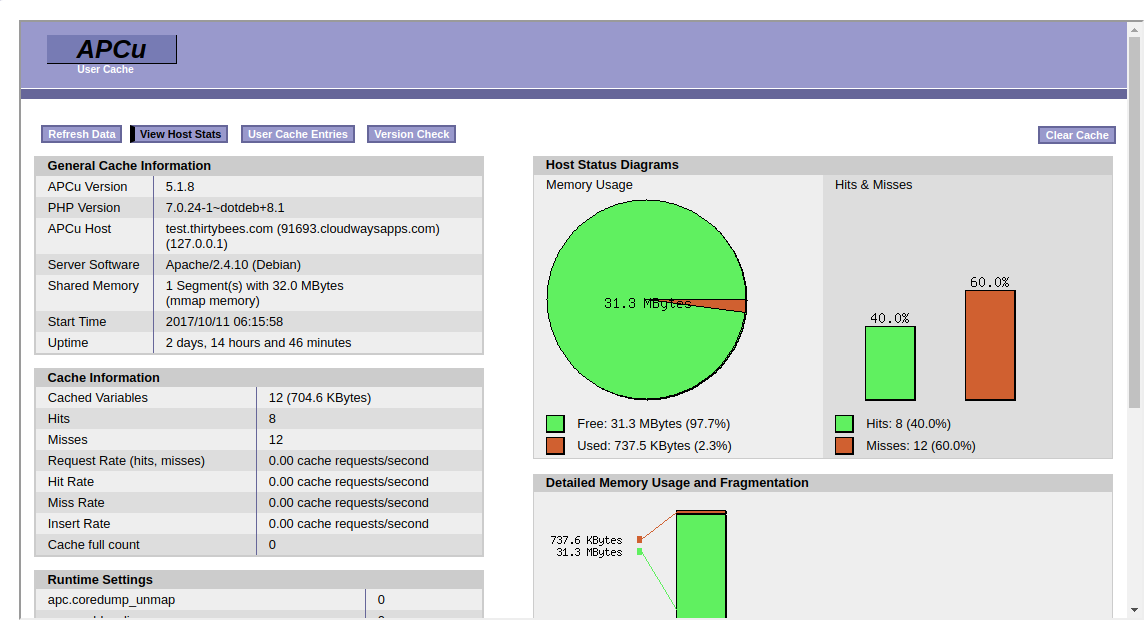 APCu
User Cache
Refresh Data View Host Stats User Cache Entries Version Check Clear Cache
General Cache Information
APCu Version 5.1.8
PHP Version 7.0.24-1~dotdeb+8.1
APCu Host test.thirtybees.com (91693.cloudwaysapps.com)
(127.0.0.1)
Server Software Apache/2.4.10 (Debian)
Shared Memory 1 Segment(s) with 32.0 MBytes
(mmap memory)
Start Time 2017/10/11 06:15:58
Uptime 2 days, 14 hours and 46 minutes
Cache Information
Cached Variables 12 (704.6 KBytes)
Hits 8
Misses 12
Request Rate (hits, misses) 0.00 cache requests/second
Hit Rate 0.00 cache requests/second
Miss Rate 0.00 cache requests/second
Insert Rate 0.00 cache requests/second
Cache full count 0
Runtime Settings
apc.coredump_unmap 0
Host Status Diagrams
Memory Usage
31.3 MBytes
Free: 31.3 MBytes (97.7%)
Used: 737.5 KBytes (2.3%)
Hits & Misses
60.0%
40.0%
Hits: 8 (40.0%)
Misses: 12 (60.0%)
Detailed Memory Usage and Fragmentation
737.6 KBytes
31.3 MBytes